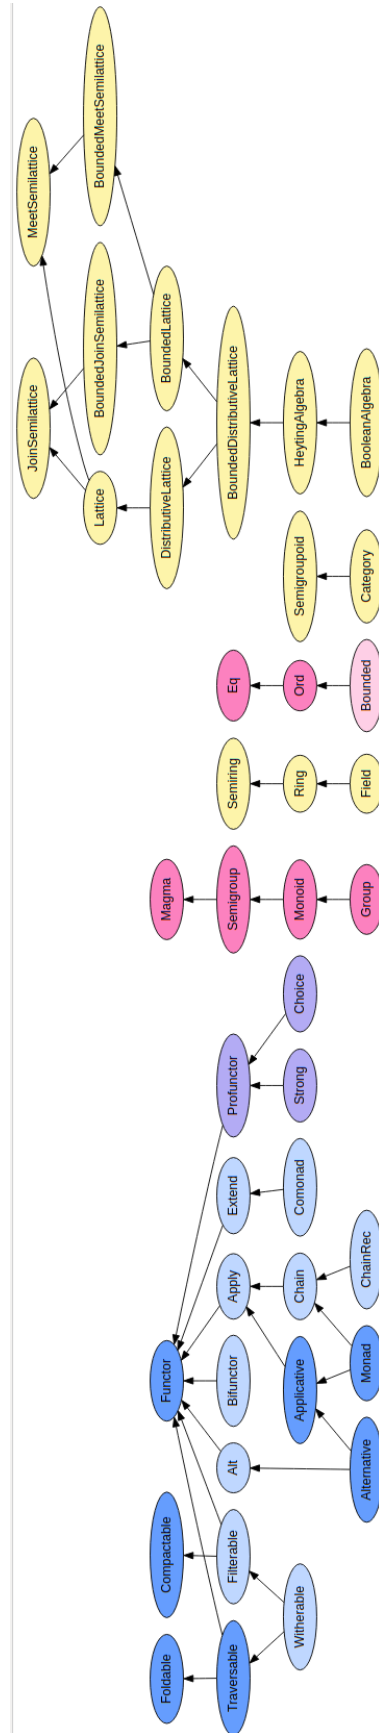 MeetSemilattice
JoinSemilattice
BoundedMeetSemilattice
BoundedJoinSemilattice
Lattice
BoundedLattice
DistributiveLattice
BoundedDistributiveLattice
HeytingAlgebra
BooleanAlgebra
Semigroupoid
Category
Eq
Ord
Bounded
Semiring
Ring
Field
Magma
Semigroup
Monoid
Group
Choice
Profunctor
Strong
Extend
Comonad
Functor
Apply
Chain
ChainRec
Bifunctor
Applicative
Monad
Alt
Alternative
Compactable
Filterable
Witherable
Foldable
Traversable